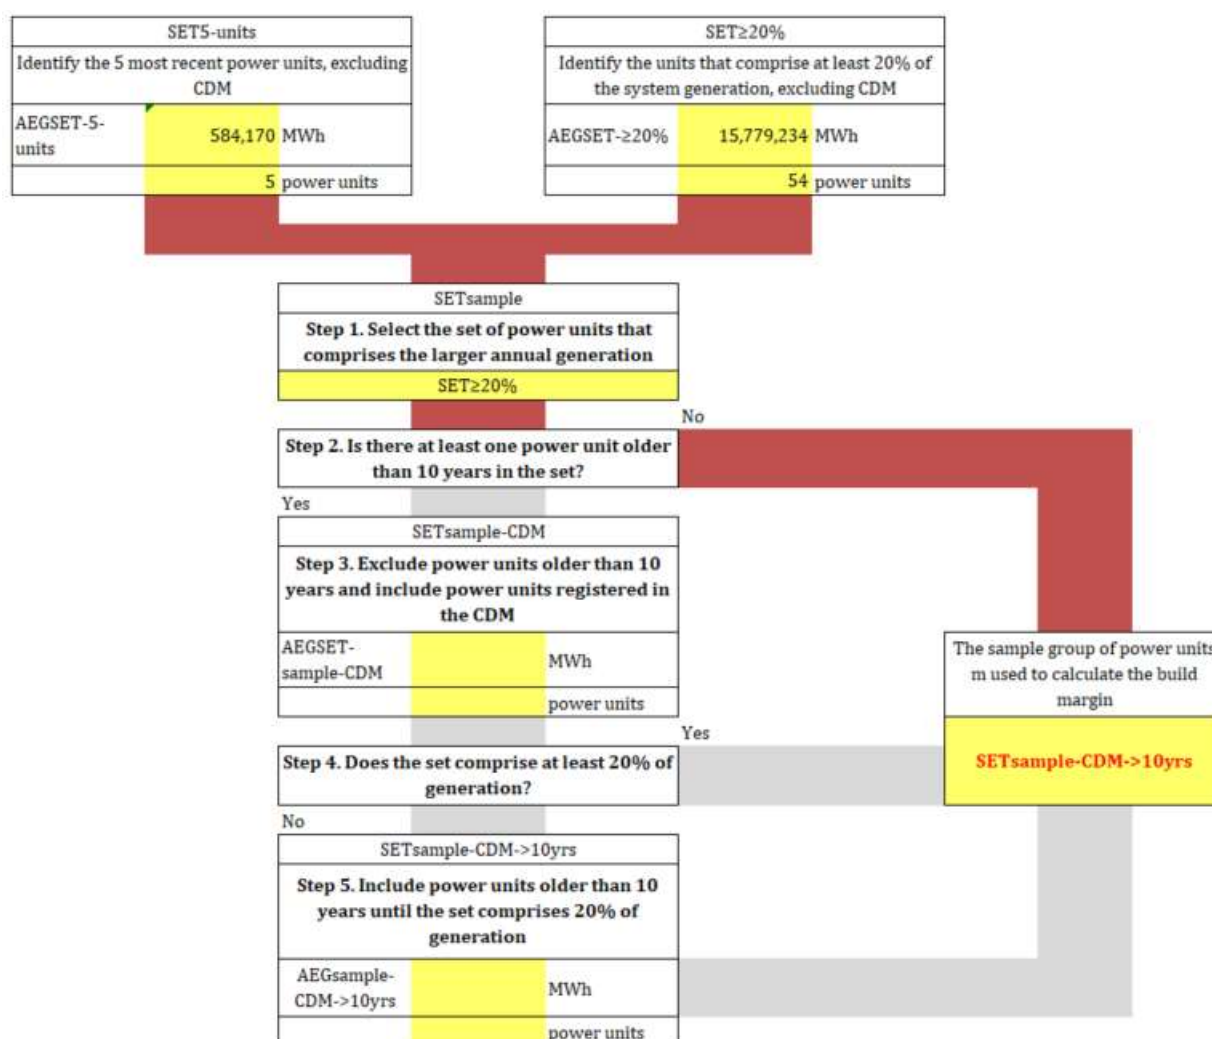 SET5-units
Identify the 5 most recent power units, excluding
CDM
AEGSET-5-
units
584,170 MWh
5 power units
SET≥20%
Identify the units that comprise at least 20% of
the system generation, excluding CDM
AEGSET-≥20%
15,779,234 MWh
54 power units
SETsample
Step 1. Select the set of power units that
comprises the larger annual generation
SET≥20%
No
Step 2. Is there at least one power unit older
than 10 years in the set?
Yes
SETsample-CDM
Step 3. Exclude power units older than 10
years and include power units registered in
the CDM
AEGSET-
sample-CDM
MWh
power units
The sample group of power units
m used to calculate the build
margin
SETsample-CDM->10yrs
Yes
Step 4. Does the set comprise at least 20% of
generation?
No
SETsample-CDM->10yrs
Step 5. Include power units older than 10
years until the set comprises 20% of
generation
AEGsample-
CDM->10yrs
MWh
power units